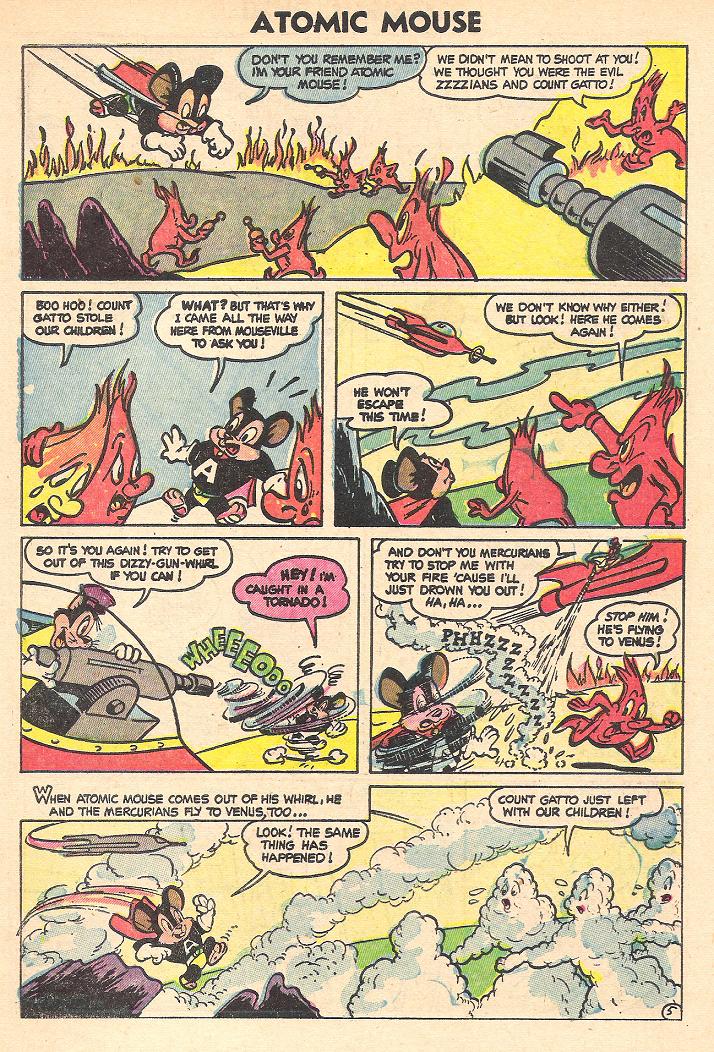 ATOMIC MOUSE
DON'T YOU REMEMBER ME?
I'M YOUR FRIEND ATOMIC
MOUSE!
WE DIDN'T MEAN TO SHOOT AT YOU!
WE THOUGHT YOU WERE THE EVIL
ZZZZIANS AND COUNT GATTO!
BOO HOO! COUNT
GATTO STOLE
OUR CHILDREN!
WHAT? BUT THAT'S WHY
I CAME ALL THE WAY
HERE FROM MOUSEVILLE
TO ASK YOU!
A
WE DON'T KNOW WHY EITHER!
BUT LOOK! HERE HE COMES
AGAIN!
HE WON'T
ESCAPE
THIS TIME!
SO IT'S YOU AGAIN! TRY TO GET
OUT OF THIS DIZZY-GUN-WHIRL
IF YOU CAN!
HEY! I'M
CAUGHT IN A
TORNADO!
WHEEEOOO
AND DON'T YOU MERCURIANS
TRY TO STOP ME WITH
YOUR FIRE 'CAUSE I'LL
JUST DROWN YOU OUT!
HA, HA...
PHHZZZZZZZZZ
STOP HIM!
HE'S FLYING
TO VENUS!
WHEN ATOMIC MOUSE COMES OUT OF HIS WHIRL, HE
AND THE MERCURIANS FLY TO VENUS, TOO...
LOOK! THE SAME
THING HAS
HAPPENED!
A
COUNT GATTO JUST LEFT
WITH OUR CHILDREN!
5